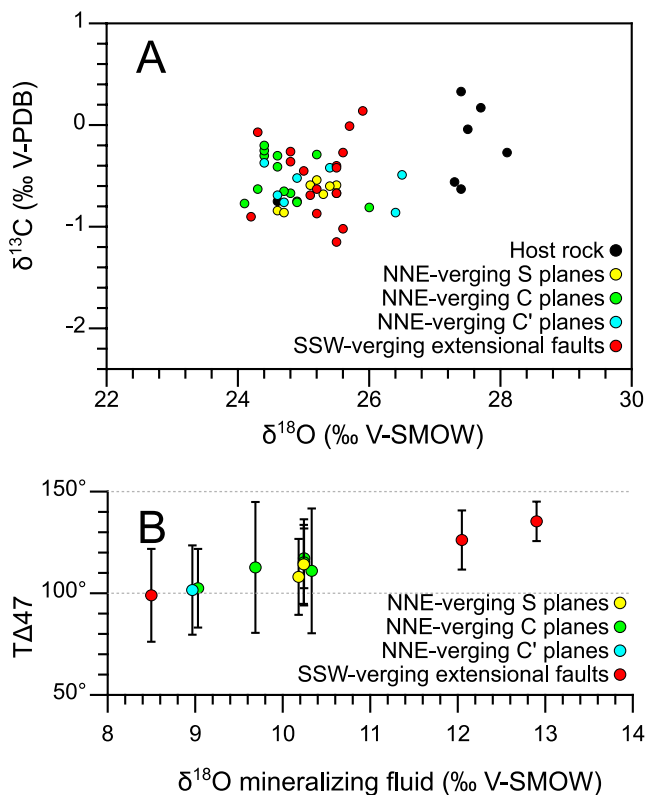 1
A
0
δ¹³C (‰ V-PDB)
-1
Host rock
NNE-verging S planes
NNE-verging C planes
NNE-verging C' planes
-2
SSW-verging extensional faults
22 24 26 28 30
δ¹⁸O (‰ V-SMOW)
150°
B
TΔ47
100°
NNE-verging S planes
NNE-verging C planes
NNE-verging C' planes
SSW-verging extensional faults
50°
8 9 10 11 12 13 14
δ¹⁸O mineralizing fluid (‰ V-SMOW)